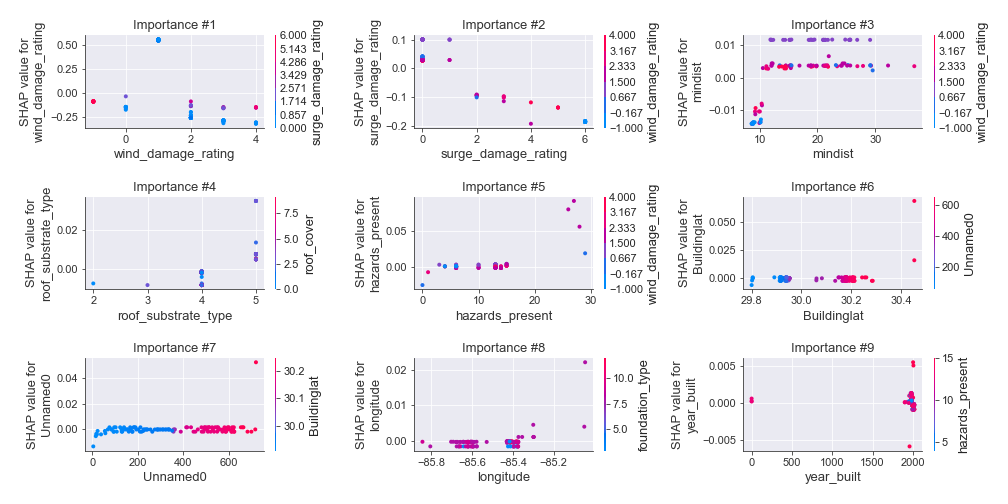 Importance #1
SHAP value for
wind_damage_rating
0.50
0.25
0.00
−0.25
0
1
2
3
4
wind_damage_rating
6.000
5.143
4.286
3.429
2.571
1.714
0.857
0.000
surge_damage_rating
Importance #2
SHAP value for
surge_damage_rating
0.1
0.0
−0.1
−0.2
0
2
4
6
surge_damage_rating
4.000
3.167
2.333
1.500
0.667
−0.167
−1.000
wind_damage_rating
Importance #3
SHAP value for
mindist
0.01
0.00
−0.01
10
20
30
mindist
4.000
3.167
2.333
1.500
0.667
−0.167
−1.000
wind_damage_rating
Importance #4
SHAP value for
roof_substrate_type
0.02
0.00
2
3
4
5
roof_substrate_type
7.5
5.0
2.5
0.0
roof_cover
Importance #5
SHAP value for
hazards_present
0.05
0.00
0
10
20
30
hazards_present
4.000
3.167
2.333
1.500
0.667
−0.167
−1.000
wind_damage_rating
Importance #6
SHAP value for
Buildinglat
0.050
0.025
0.000
29.8
30.0
30.2
30.4
Buildinglat
600
400
200
Unnamed0
Importance #7
SHAP value for
Unnamed0
0.04
0.02
0.00
0
200
400
600
Unnamed0
30.2
30.1
30.0
Buildinglat
Importance #8
SHAP value for
longitude
0.02
0.01
0.00
−85.8
−85.6
−85.4
−85.2
longitude
10.0
7.5
5.0
foundation_type
Importance #9
SHAP value for
year_built
0.005
0.000
−0.005
0
500
1000
1500
2000
year_built
15
10
5
hazards_present